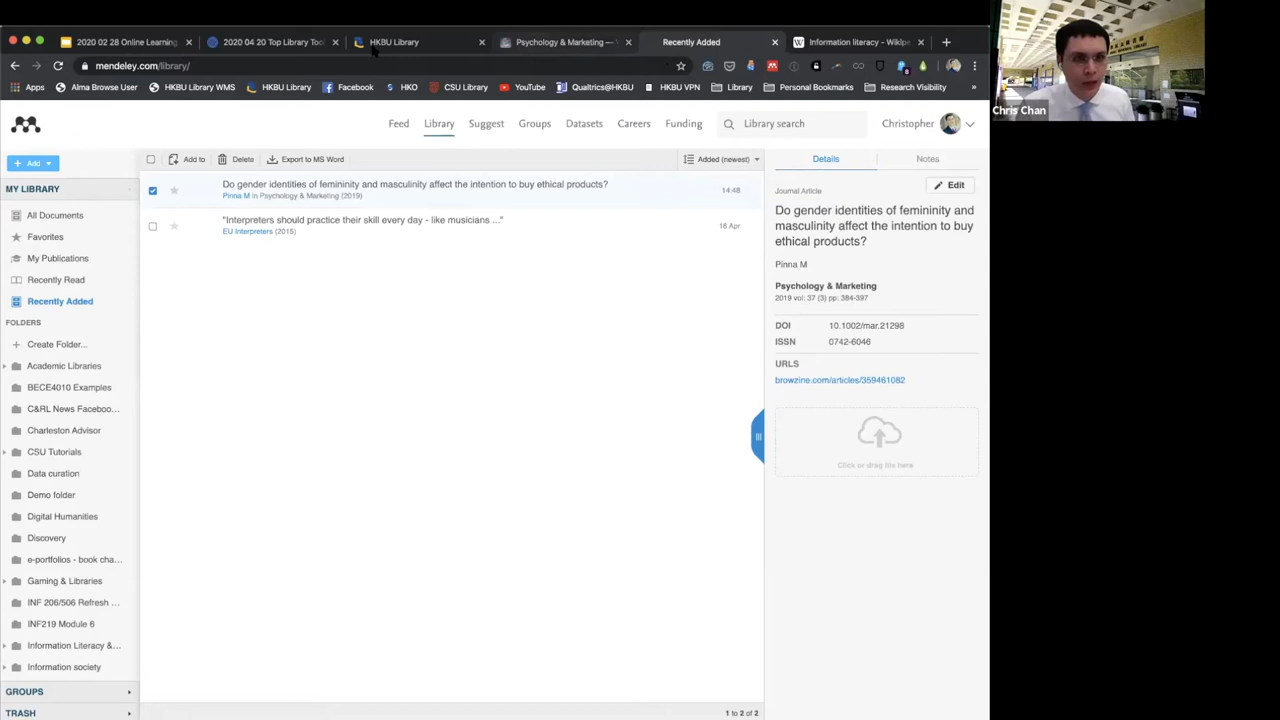 2020 02 28 Online Learning
2020 04 20 Top Library Too
HKBU Library
Psychology & Marketing —
Recently Added
Information literacy - Wikipe
mendeley.com/library/
Apps
Alma Browse User
HKBU Library WMS
HKBU Library
Facebook
HKO
CSU Library
YouTube
Qualtrics@HKBU
HKBU VPN
Library
Personal Bookmarks
Research Visibility
»
Chris Chan
Feed
Library
Suggest
Groups
Datasets
Careers
Funding
Library search
Christopher
+ Add
Add to
Delete
Export to MS Word
Added (newest)
Details
Notes
MY LIBRARY
All Documents
Favorites
My Publications
Recently Read
Recently Added
FOLDERS
+ Create Folder...
Academic Libraries
BECE4010 Examples
C&RL News Faceboo...
Charleston Advisor
CSU Tutorials
Data curation
Demo folder
Digital Humanities
Discovery
e-portfolios - book cha...
Gaming & Libraries
INF 206/506 Refresh ...
INF219 Module 6
Information Literacy &...
Information society
GROUPS
TRASH
Do gender identities of femininity and masculinity affect the intention to buy ethical products?
Pinna M in Psychology & Marketing (2019)
14:48
"Interpreters should practice their skill every day - like musicians ..."
EU Interpreters (2015)
16 Apr
1 to 2 of 2
Journal Article
Edit
Do gender identities of femininity and
masculinity affect the intention to buy
ethical products?
Pinna M
Psychology & Marketing
2019 vol: 37 (3) pp: 384-397
DOI 10.1002/mar.21298
ISSN 0742-6046
URLS
browzine.com/articles/359461082
Click or drag file here